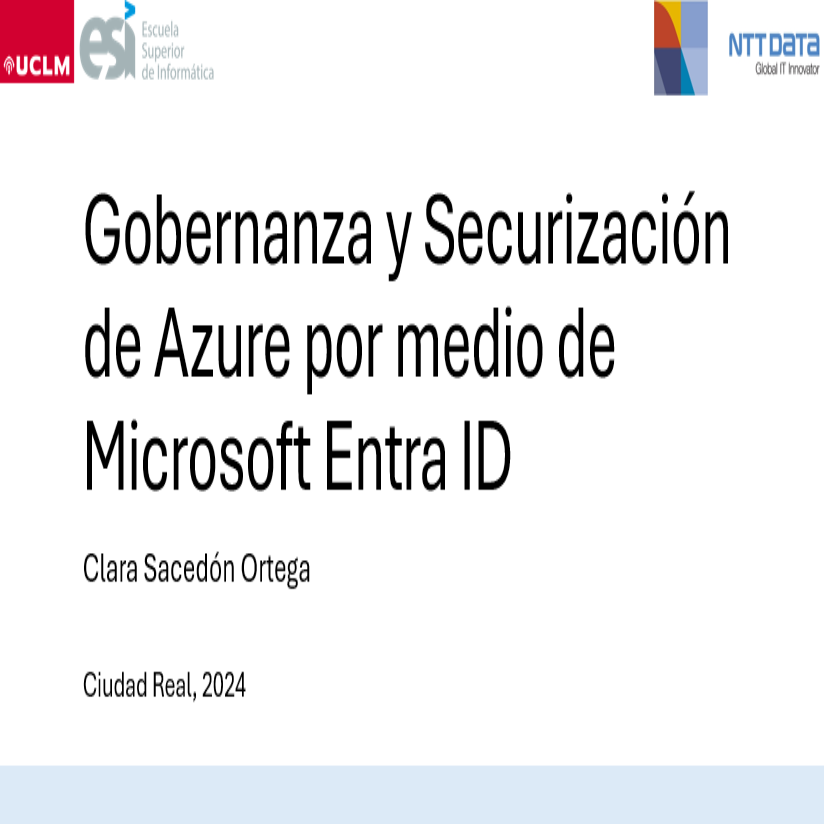 UCLM
esi
Escuela
Superior
de Informática
NTT DATA
Global IT Innovator
Gobernanza y Securización
de Azure por medio de
Microsoft Entra ID
Clara Sacedón Ortega
Ciudad Real, 2024